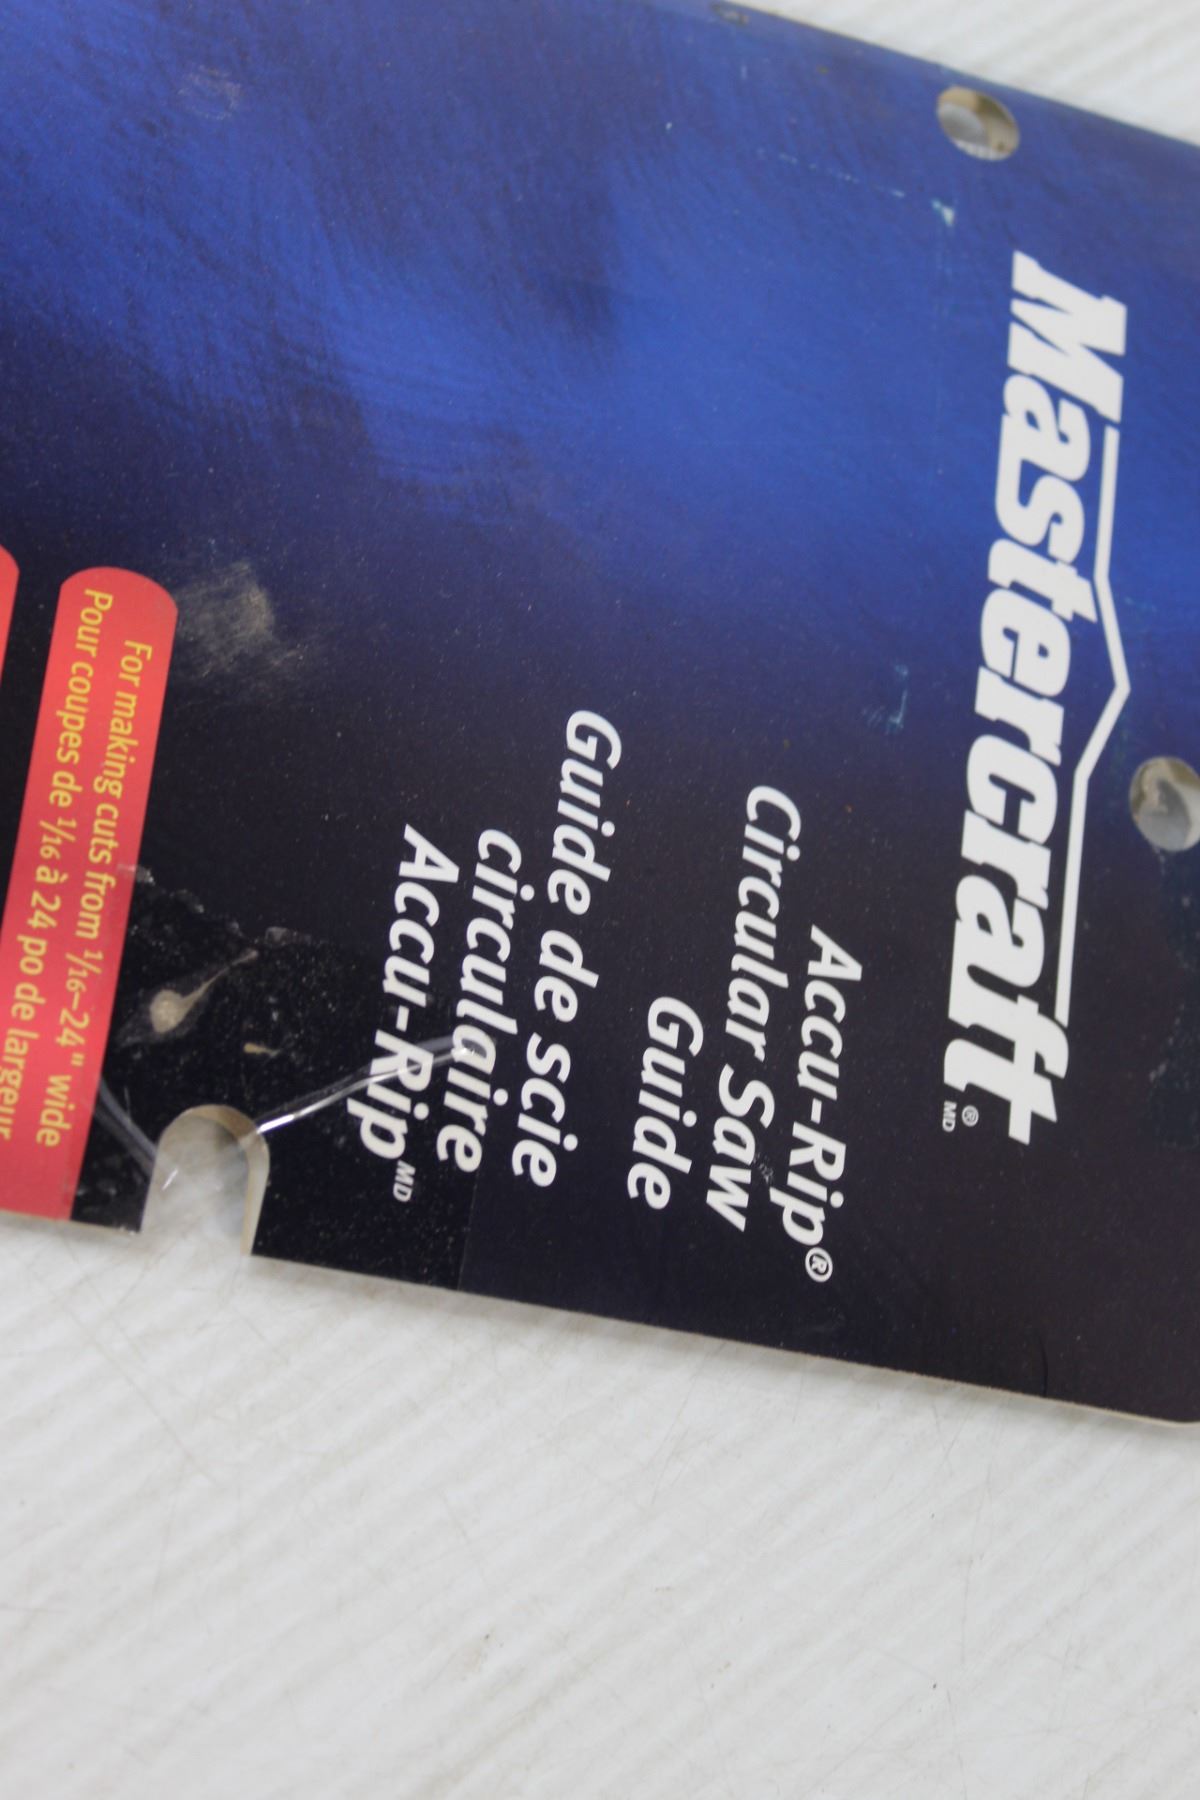 Mastercraft® MD
Accu-Rip®
Circular Saw
Guide
Guide de scie
circulaire
Accu-Rip MD
For making cuts from 1/16–24" wide
Pour coupes de 1/16 à 24 po de largeur